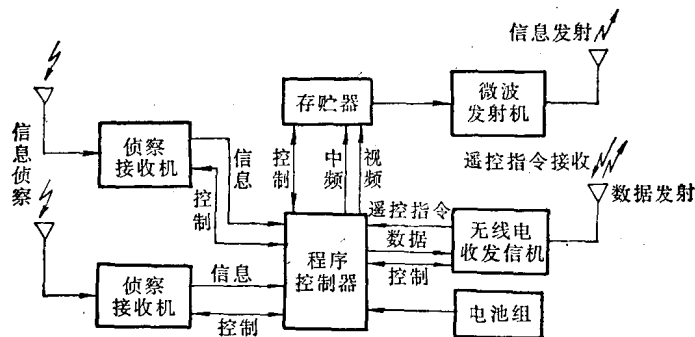 信息发射
存贮器
微波
发射机
信息侦察
侦察
接收机
信息
控制
控制
中频
视频
遥控指令接收
数据发射
遥控指令
数据
控制
无线电
收发信机
程序
控制器
侦察
接收机
信息
控制
电池组